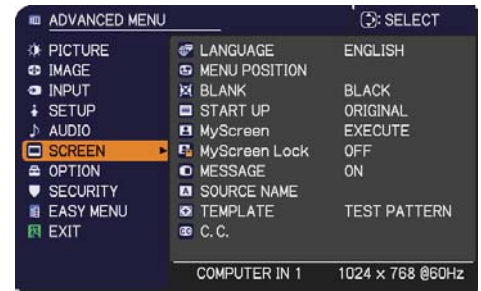 ADVANCED MENU : SELECT
PICTURE
IMAGE
INPUT
SETUP
AUDIO
SCREEN
OPTION
SECURITY
EASY MENU
EXIT
LANGUAGE ENGLISH
MENU POSITION
BLANK BLACK
START UP ORIGINAL
MyScreen EXECUTE
MyScreen Lock OFF
MESSAGE ON
SOURCE NAME
TEMPLATE TEST PATTERN
C.C.
COMPUTER IN 1 1024 x 768 @60Hz